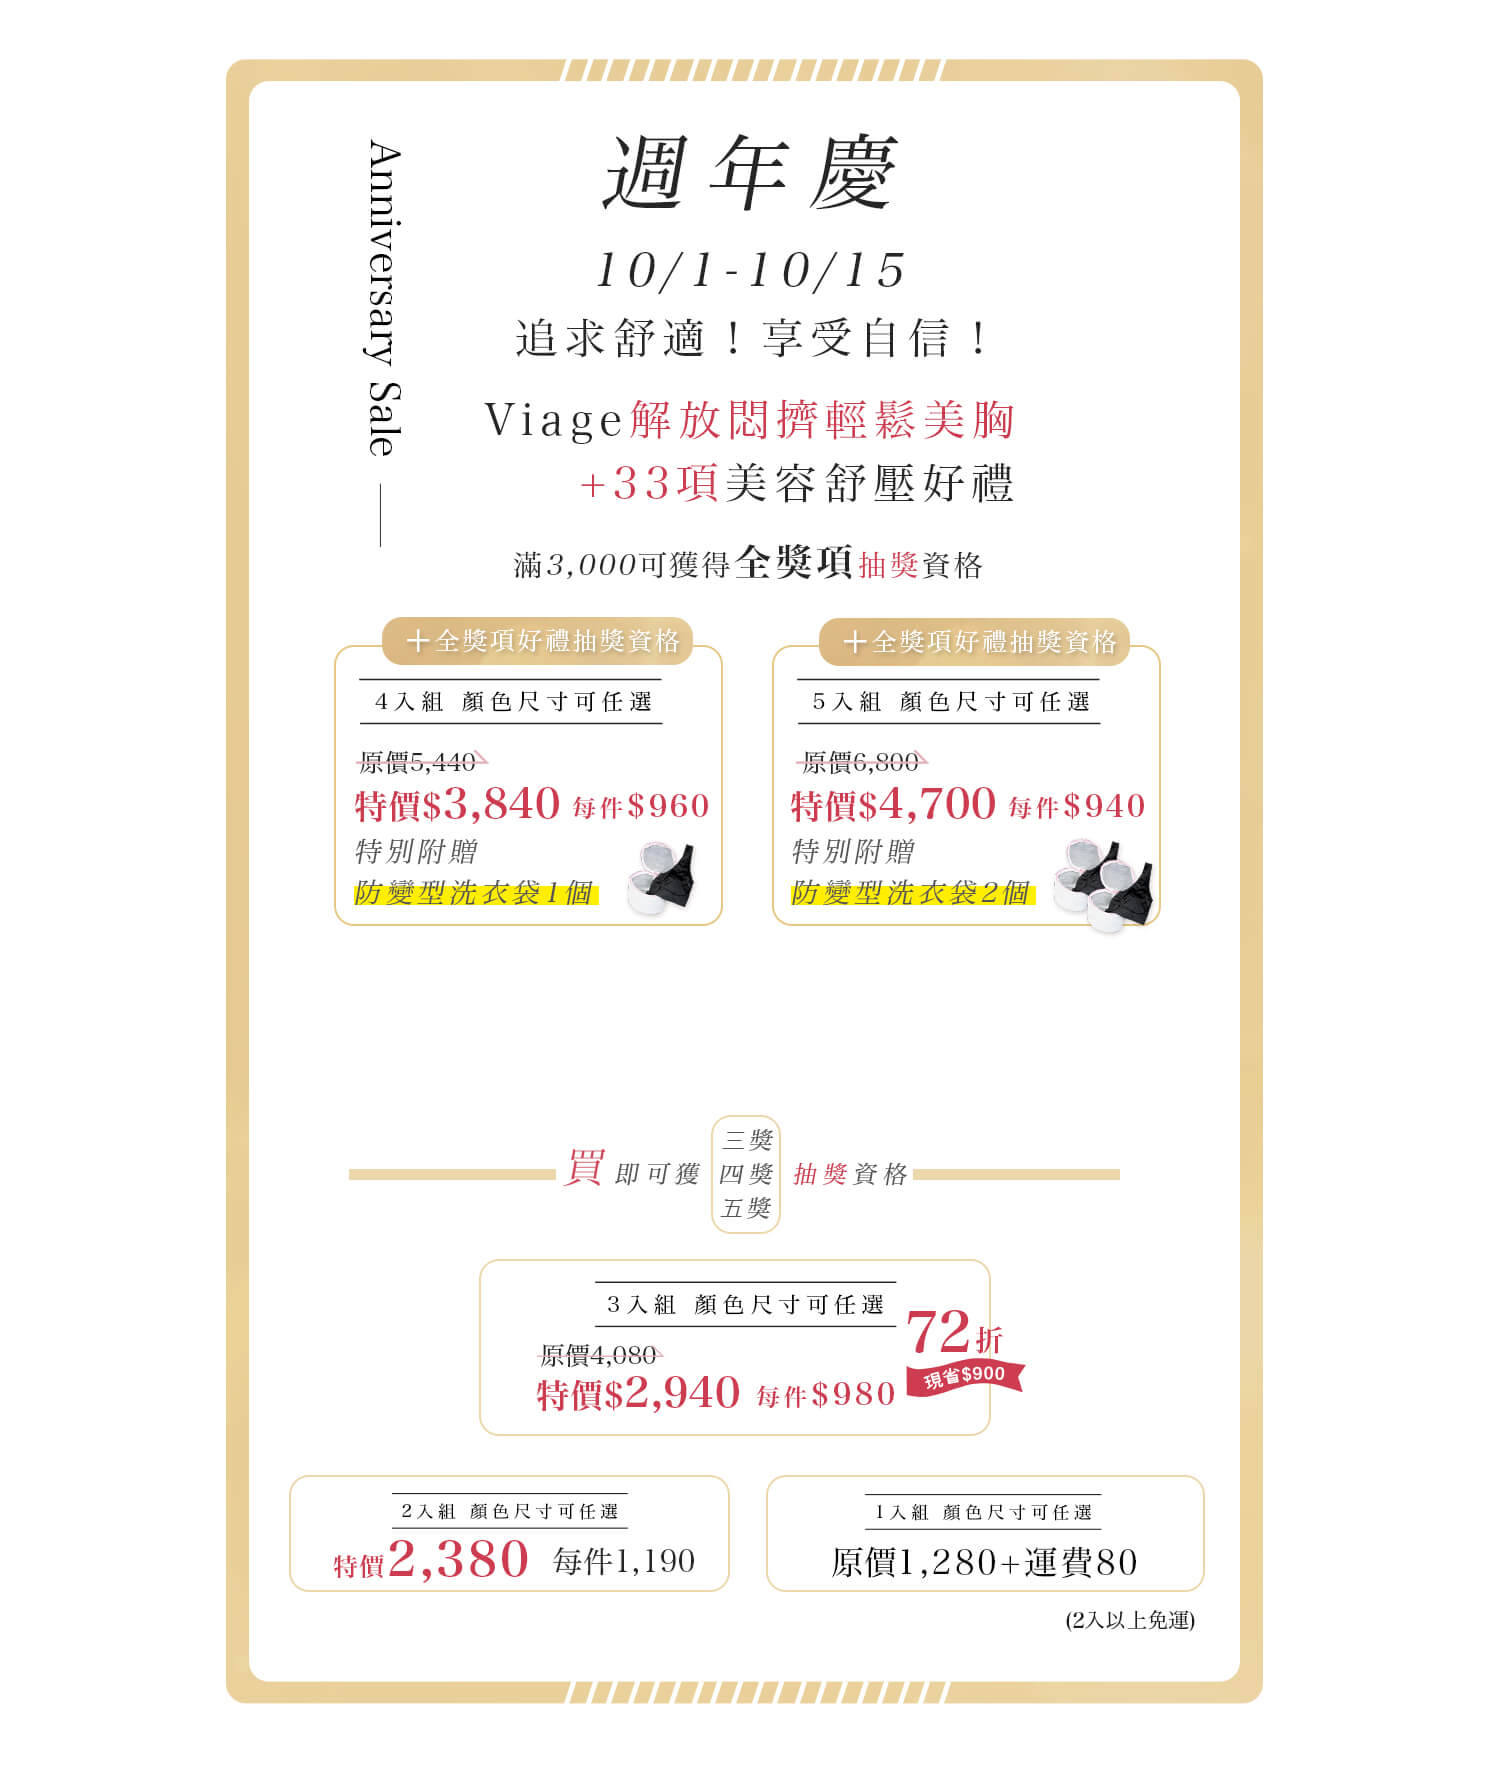 週年慶
Anniversary Sale
10/1-10/15
追求舒適！享受自信！
Viage解放悶擠輕鬆美胸
+33項美容舒壓好禮
滿3,000可獲得全獎項抽獎資格
＋全獎項好禮抽獎資格
4入組 顏色尺寸可任選
原價5,440
特價$3,840 每件$960
特別附贈
防變型洗衣袋1個
＋全獎項好禮抽獎資格
5入組 顏色尺寸可任選
原價6,800
特價$4,700 每件$940
特別附贈
防變型洗衣袋2個
買即可獲
三獎
四獎
五獎
抽獎資格
3入組 顏色尺寸可任選
原價4,080
特價$2,940 每件$980
72折
現省$900
2入組 顏色尺寸可任選
特價2,380 每件1,190
1入組 顏色尺寸可任選
原價1,280+運費80
(2入以上免運)